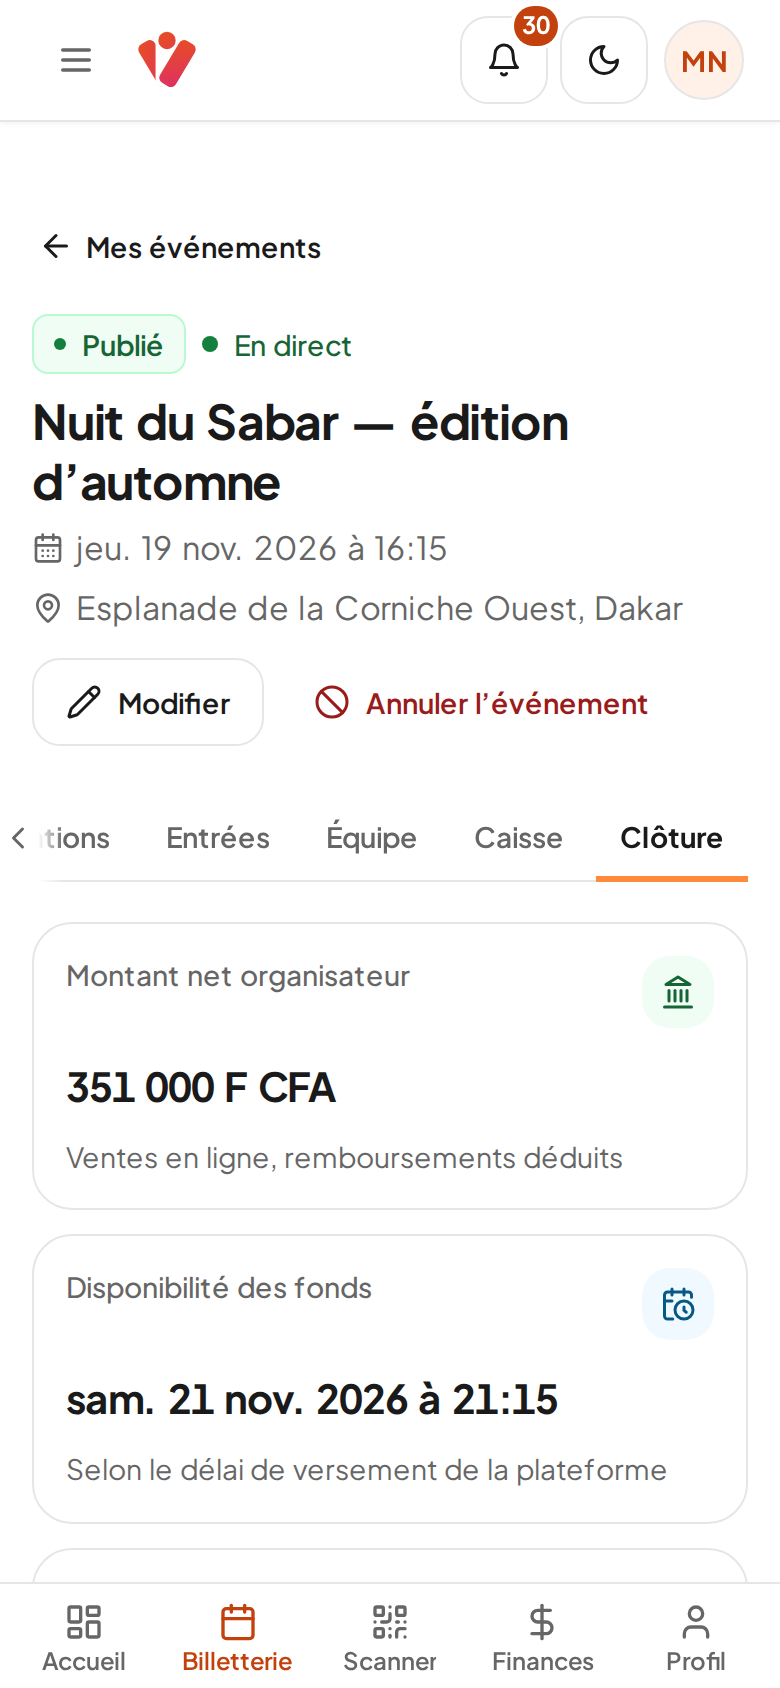 30
MN
Mes événements
Publié
En direct
Nuit du Sabar — édition
d’automne
jeu. 19 nov. 2026 à 16:15
Esplanade de la Corniche Ouest, Dakar
Modifier
Annuler l’événement
tions
Entrées
Équipe
Caisse
Clôture
Montant net organisateur
351 000 F CFA
Ventes en ligne, remboursements déduits
Disponibilité des fonds
sam. 21 nov. 2026 à 21:15
Selon le délai de versement de la plateforme
Accueil
Billetterie
Scanner
Finances
Profil